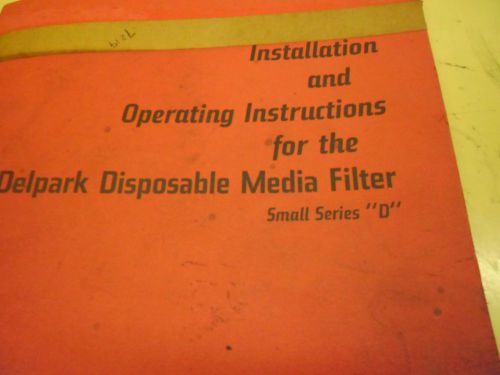 Installation
and
Operating Instructions
for the
Delpark Disposable Media Filter
Small Series "D"